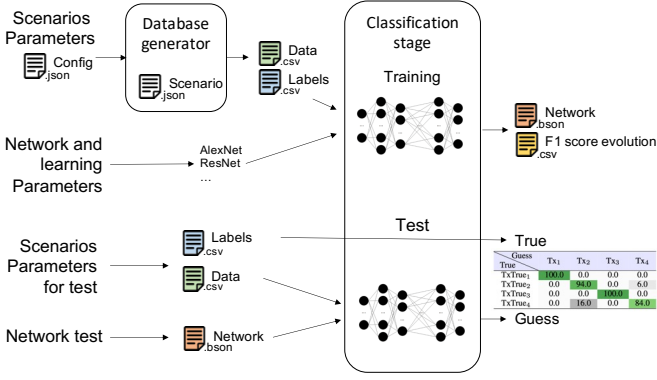 Scenarios
Parameters
Config
.json
Database
generator
Scenario
.json
Data
.csv
Labels
.csv
Classification
stage
Training
Network
.bson
F1 score evolution
.csv
Network and
learning
Parameters
AlexNet
ResNet
...
Test
Labels
.csv
True
Scenarios
Parameters
for test
Data
.csv
Guess
True
Tx1 Tx2 Tx3 Tx4
TxTrue1 100.0 0.0 0.0 0.0
TxTrue2 0.0 94.0 0.0 6.0
TxTrue3 0.0 0.0 100.0 0.0
TxTrue4 0.0 16.0 0.0 84.0
Guess
Network test
Network
.bson